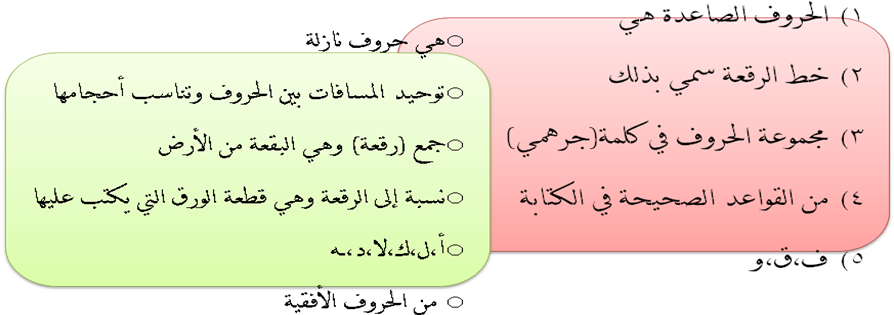 ١) الحروف الصاعدة هي
٢) خط الرقعة سمي بذلك
٣) مجموعة الحروف في كلمة(جرهمي)
٤) من القواعد الصحيحة في الكتابة
٥) ف،ق،و
○هي حروف نازلة
○توحيد المسافات بين الحروف وتناسب أحجامها
○جمع (رقعة) وهي البقعة من الأرض
○نسبة إلى الرقعة وهي قطعة الورق التي يكتب عليها
○أ،ل،ك،لا،د،ـه
○ من الحروف الأفقية